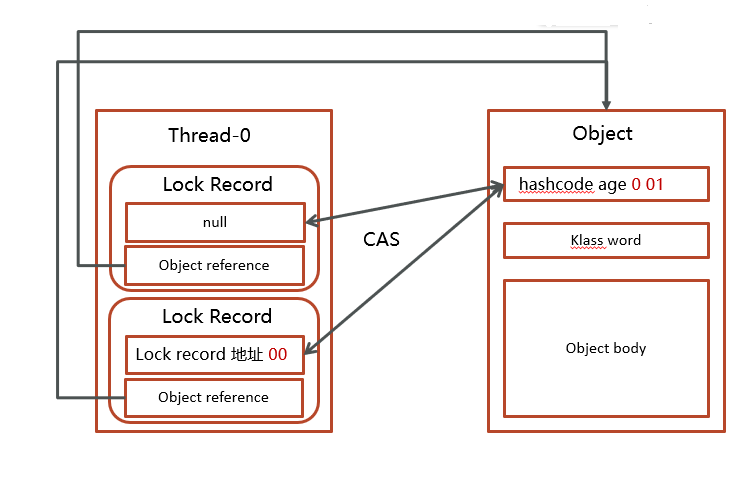 Thread-0
Lock Record
null
Object reference
Lock Record
Lock record 地址 00
Object reference
CAS
Object
hashcode age 0 01
Klass word
Object body